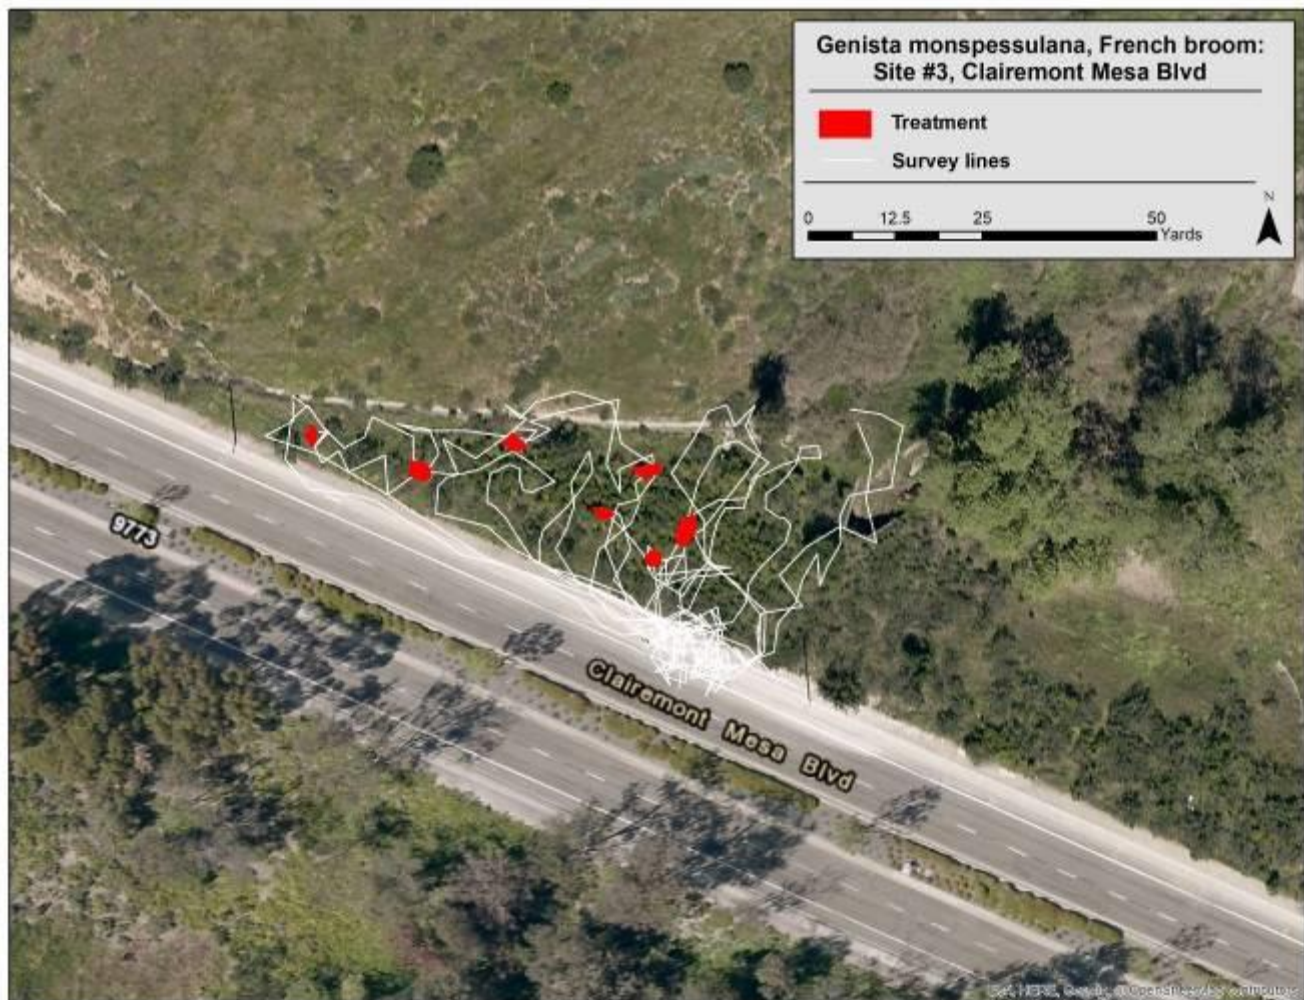 Genista monspessulana, French broom:
Site #3, Clairemont Mesa Blvd
Treatment
Survey lines
N
0 12.5 25 50
Yards
9773
Clairemont Mesa Blvd